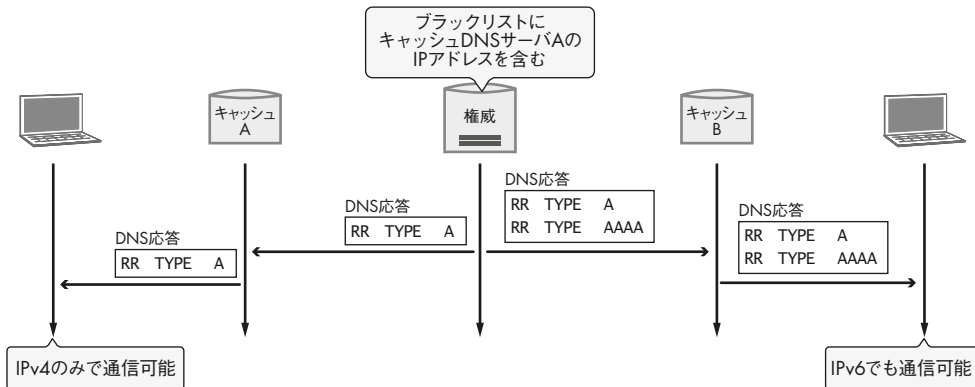 ブラックリストに
キャッシュDNSサーバAの
IPアドレスを含む
キャッシュ
A
権威
キャッシュ
B
DNS応答
RR TYPE A
RR TYPE AAAA
DNS応答
RR TYPE A
DNS応答
RR TYPE A
RR TYPE AAAA
DNS応答
RR TYPE A
IPv4のみで通信可能
IPv6でも通信可能